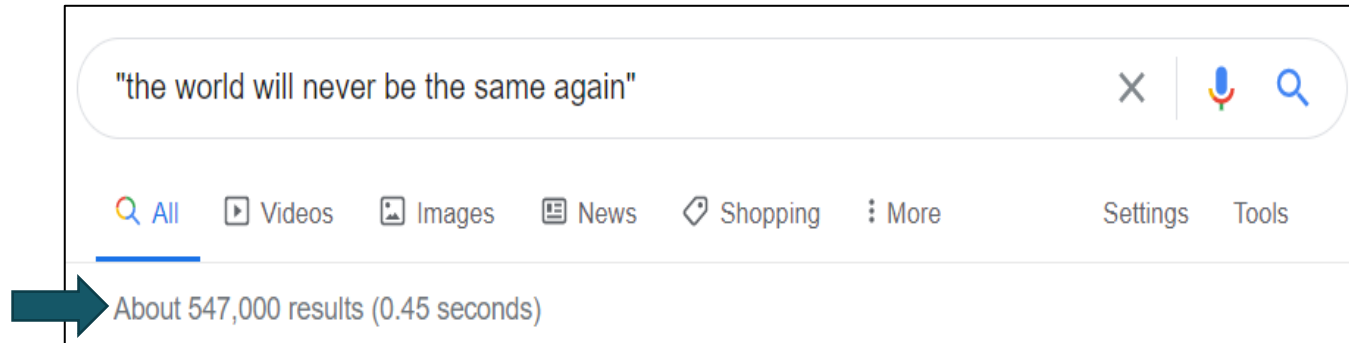 "the world will never be the same again"
All Videos Images News Shopping More Settings Tools
About 547,000 results (0.45 seconds)